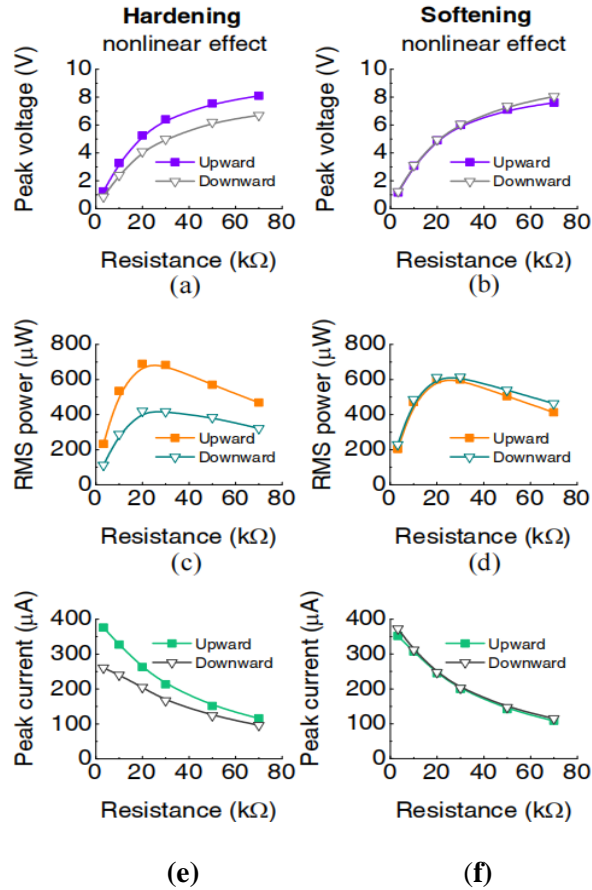 Hardening
nonlinear effect
Softening
nonlinear effect
Peak voltage (V)
10
8
6
4
2
0
Upward
Downward
0 20 40 60 80
Resistance (kΩ)
(a)
Peak voltage (V)
10
8
6
4
2
0
Upward
Downward
0 20 40 60 80
Resistance (kΩ)
(b)
RMS power (μW)
800
600
400
200
0
Upward
Downward
0 20 40 60 80
Resistance (kΩ)
(c)
RMS power (μW)
800
600
400
200
0
Upward
Downward
0 20 40 60 80
Resistance (kΩ)
(d)
Peak current (μA)
400
300
200
100
0
Upward
Downward
0 20 40 60 80
Resistance (kΩ)
(e)
Peak current (μA)
400
300
200
100
0
Upward
Downward
0 20 40 60 80
Resistance (kΩ)
(f)